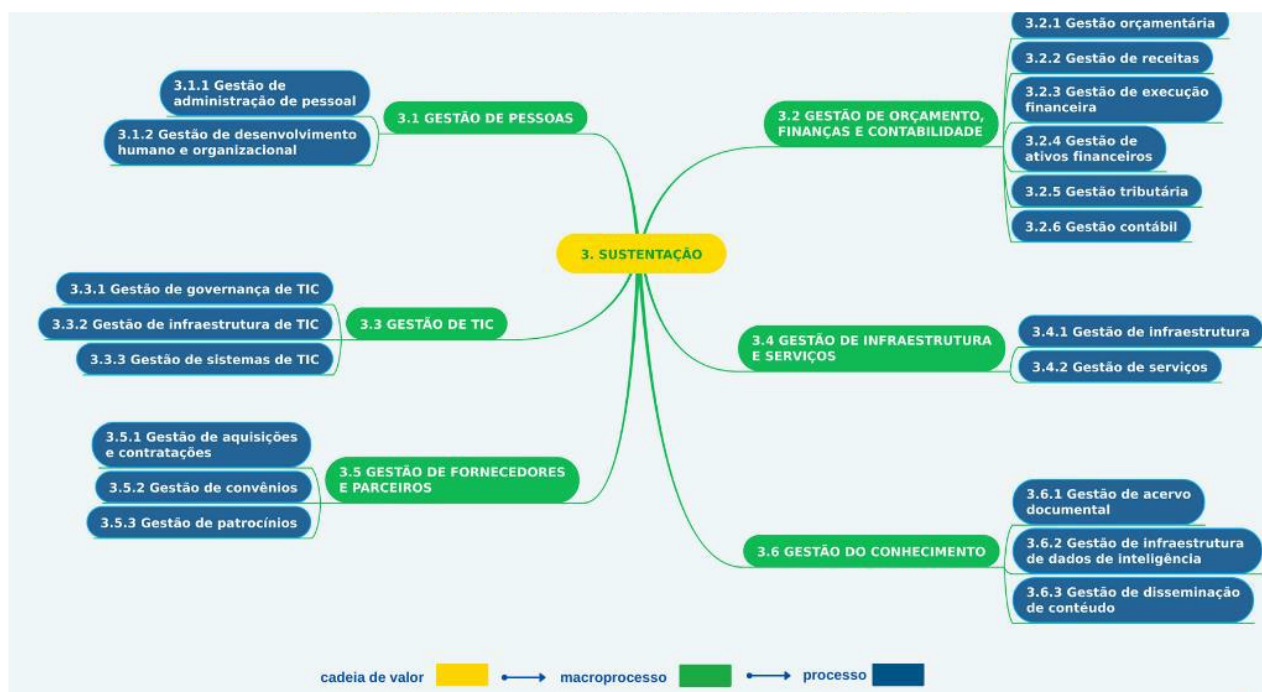 3.1.1 Gestão de
administração de pessoal
3.1.2 Gestão de desenvolvimento
humano e organizacional
3.1 GESTÃO DE PESSOAS
3.2 GESTÃO DE ORÇAMENTO,
FINANÇAS E CONTABILIDADE
3.2.1 Gestão orçamentária
3.2.2 Gestão de receitas
3.2.3 Gestão de execução
financeira
3.2.4 Gestão de
ativos financeiros
3.2.5 Gestão tributária
3.2.6 Gestão contábil
3. SUSTENTAÇÃO
3.3.1 Gestão de governança de TIC
3.3.2 Gestão de infraestrutura de TIC
3.3.3 Gestão de sistemas de TIC
3.3 GESTÃO DE TIC
3.4 GESTÃO DE INFRAESTRUTURA
E SERVIÇOS
3.4.1 Gestão de infraestrutura
3.4.2 Gestão de serviços
3.5.1 Gestão de aquisições
e contratações
3.5.2 Gestão de convênios
3.5.3 Gestão de patrocínios
3.5 GESTÃO DE FORNECEDORES
E PARCEIROS
3.6 GESTÃO DO CONHECIMENTO
3.6.1 Gestão de acervo
documental
3.6.2 Gestão de infraestrutura
de dados de inteligência
3.6.3 Gestão de disseminação
de contéudo
cadeia de valor macroprocesso processo